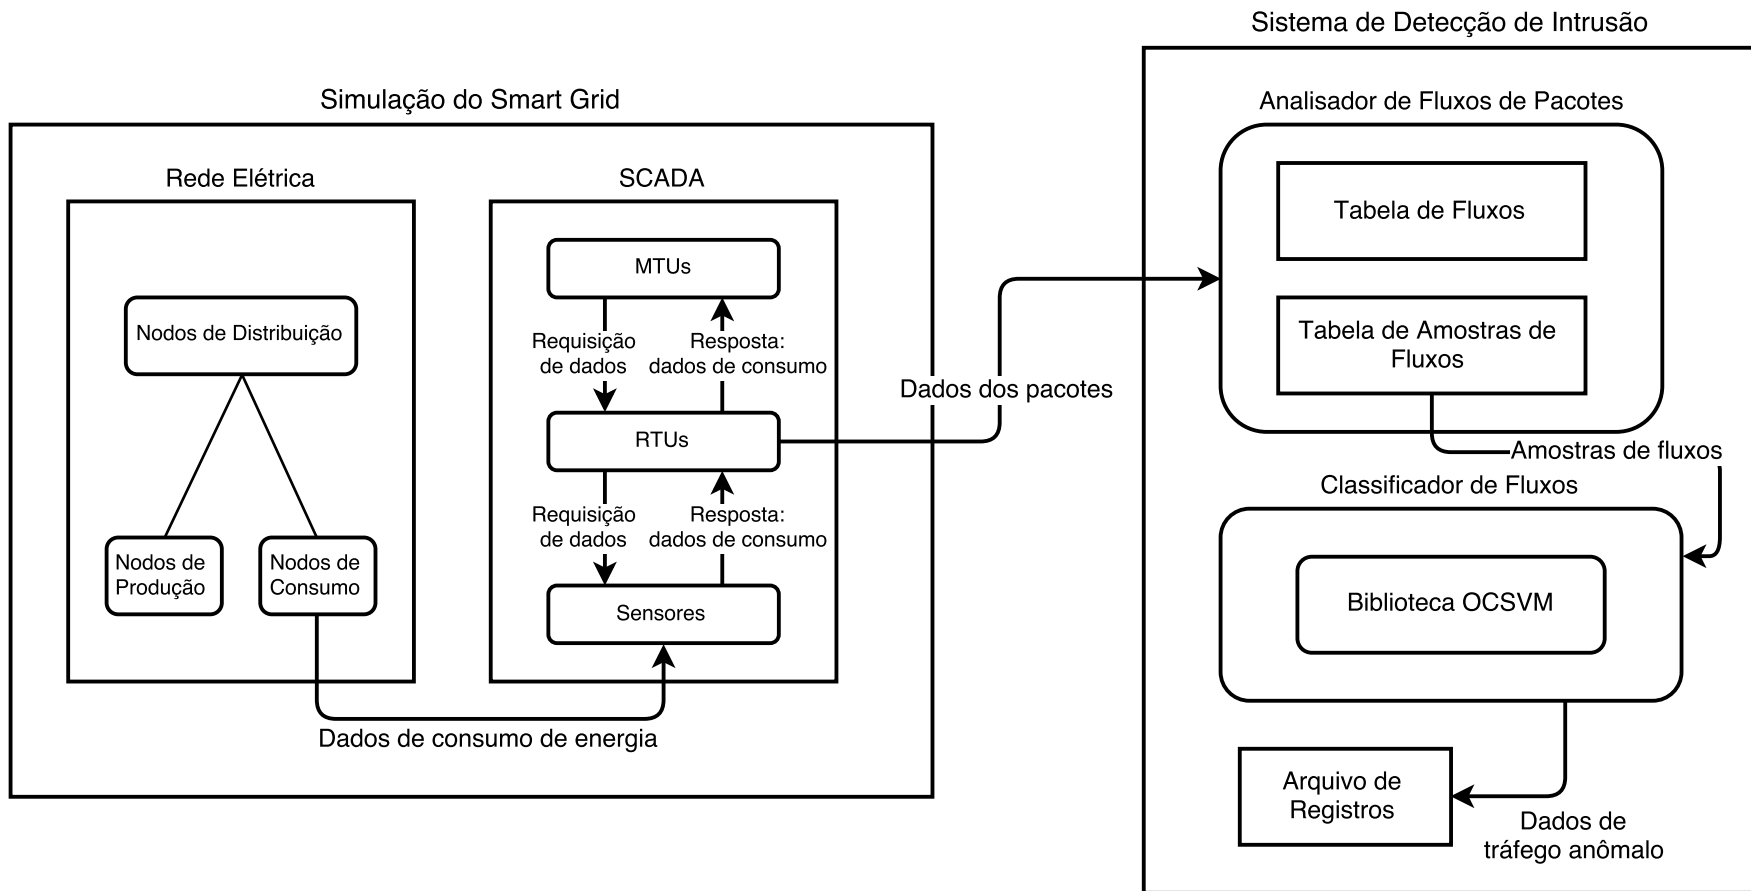 Sistema de Detecção de Intrusão
Simulação do Smart Grid
Analisador de Fluxos de Pacotes
Rede Elétrica
SCADA
Tabela de Fluxos
MTUs
Nodos de Distribuição
Requisição
de dados
Resposta:
dados de consumo
Tabela de Amostras de
Fluxos
Dados dos pacotes
RTUs
Amostras de fluxos
Classificador de Fluxos
Requisição
de dados
Resposta:
dados de consumo
Nodos de
Produção
Nodos de
Consumo
Sensores
Biblioteca OCSVM
Dados de consumo de energia
Arquivo de
Registros
Dados de
tráfego anômalo